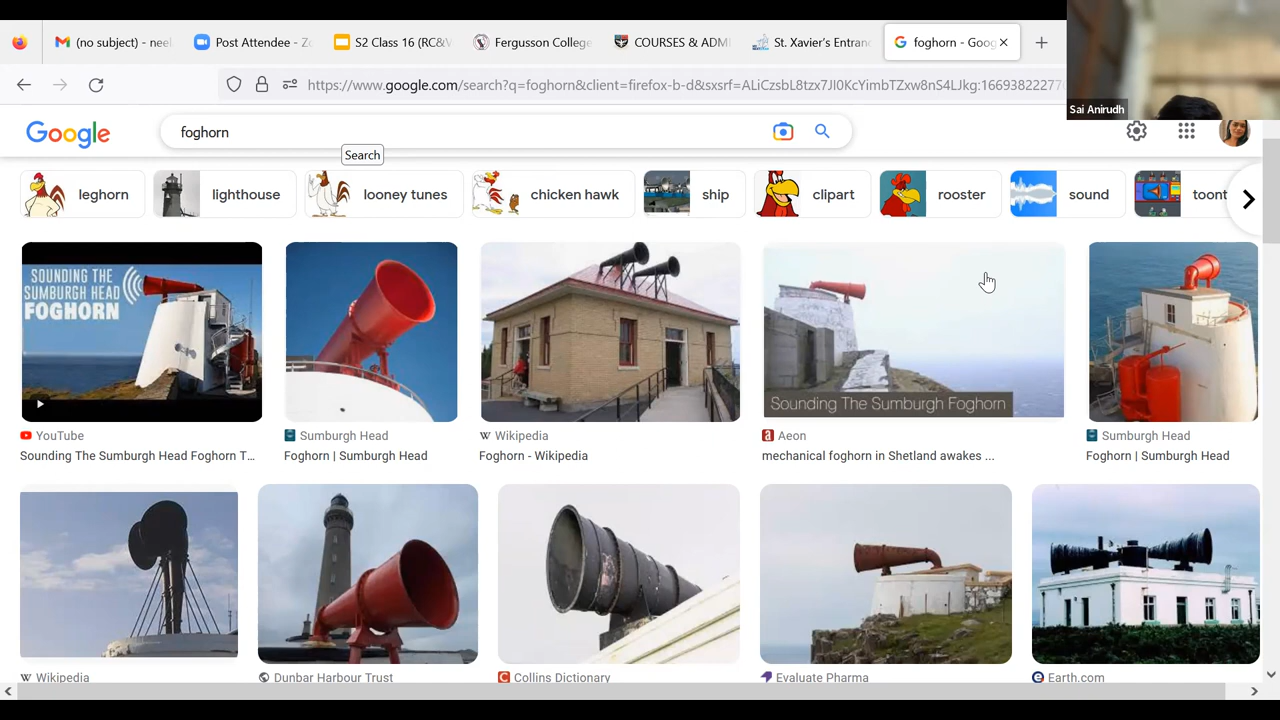 (no subject) - neel
Post Attendee - Zo
S2 Class 16 (RC&V
Fergusson College
COURSES & ADMI
St. Xavier's Entranc
foghorn - Goog
https://www.google.com/search?q=foghorn&client=firefox-b-d&sxsrf=ALiCzsbL8tzx7JI0KcYimbTZxw8nS4LJkg:1669382227
Sai Anirudh
Google
foghorn
Search
leghorn
lighthouse
looney tunes
chicken hawk
ship
clipart
rooster
sound
toont
SOUNDING THE
SUMBURGH HEAD
FOGHORN
Sounding The Sumburgh Foghorn
YouTube
Sounding The Sumburgh Head Foghorn T...
Sumburgh Head
Foghorn | Sumburgh Head
Wikipedia
Foghorn - Wikipedia
Aeon
mechanical foghorn in Shetland awakes ...
Sumburgh Head
Foghorn | Sumburgh Head
Wikipedia
Dunbar Harbour Trust
Collins Dictionary
Evaluate Pharma
Earth.com